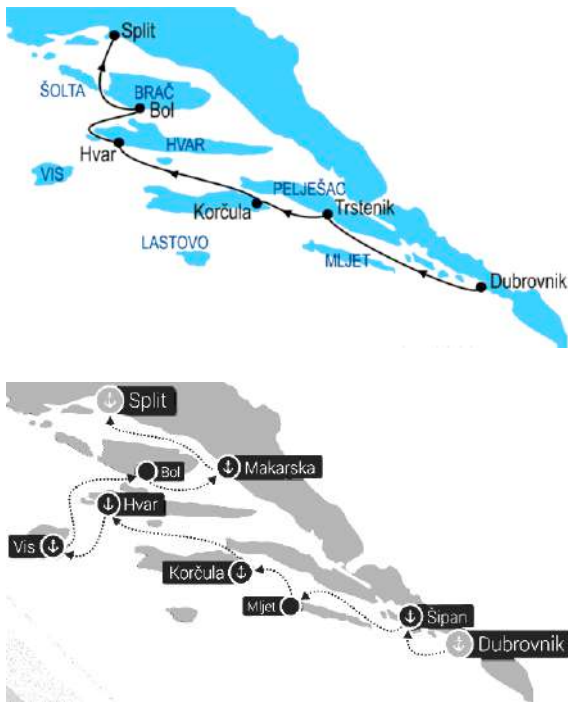 Split
ŠOLTA
BRAČ
Bol
HVAR
Hvar
VIS
PELJEŠAC
Korčula
Trstenik
LASTOVO
MLJET
Dubrovnik
Split
Bol
Makarska
Hvar
Vis
Korčula
Mljet
Šipan
Dubrovnik